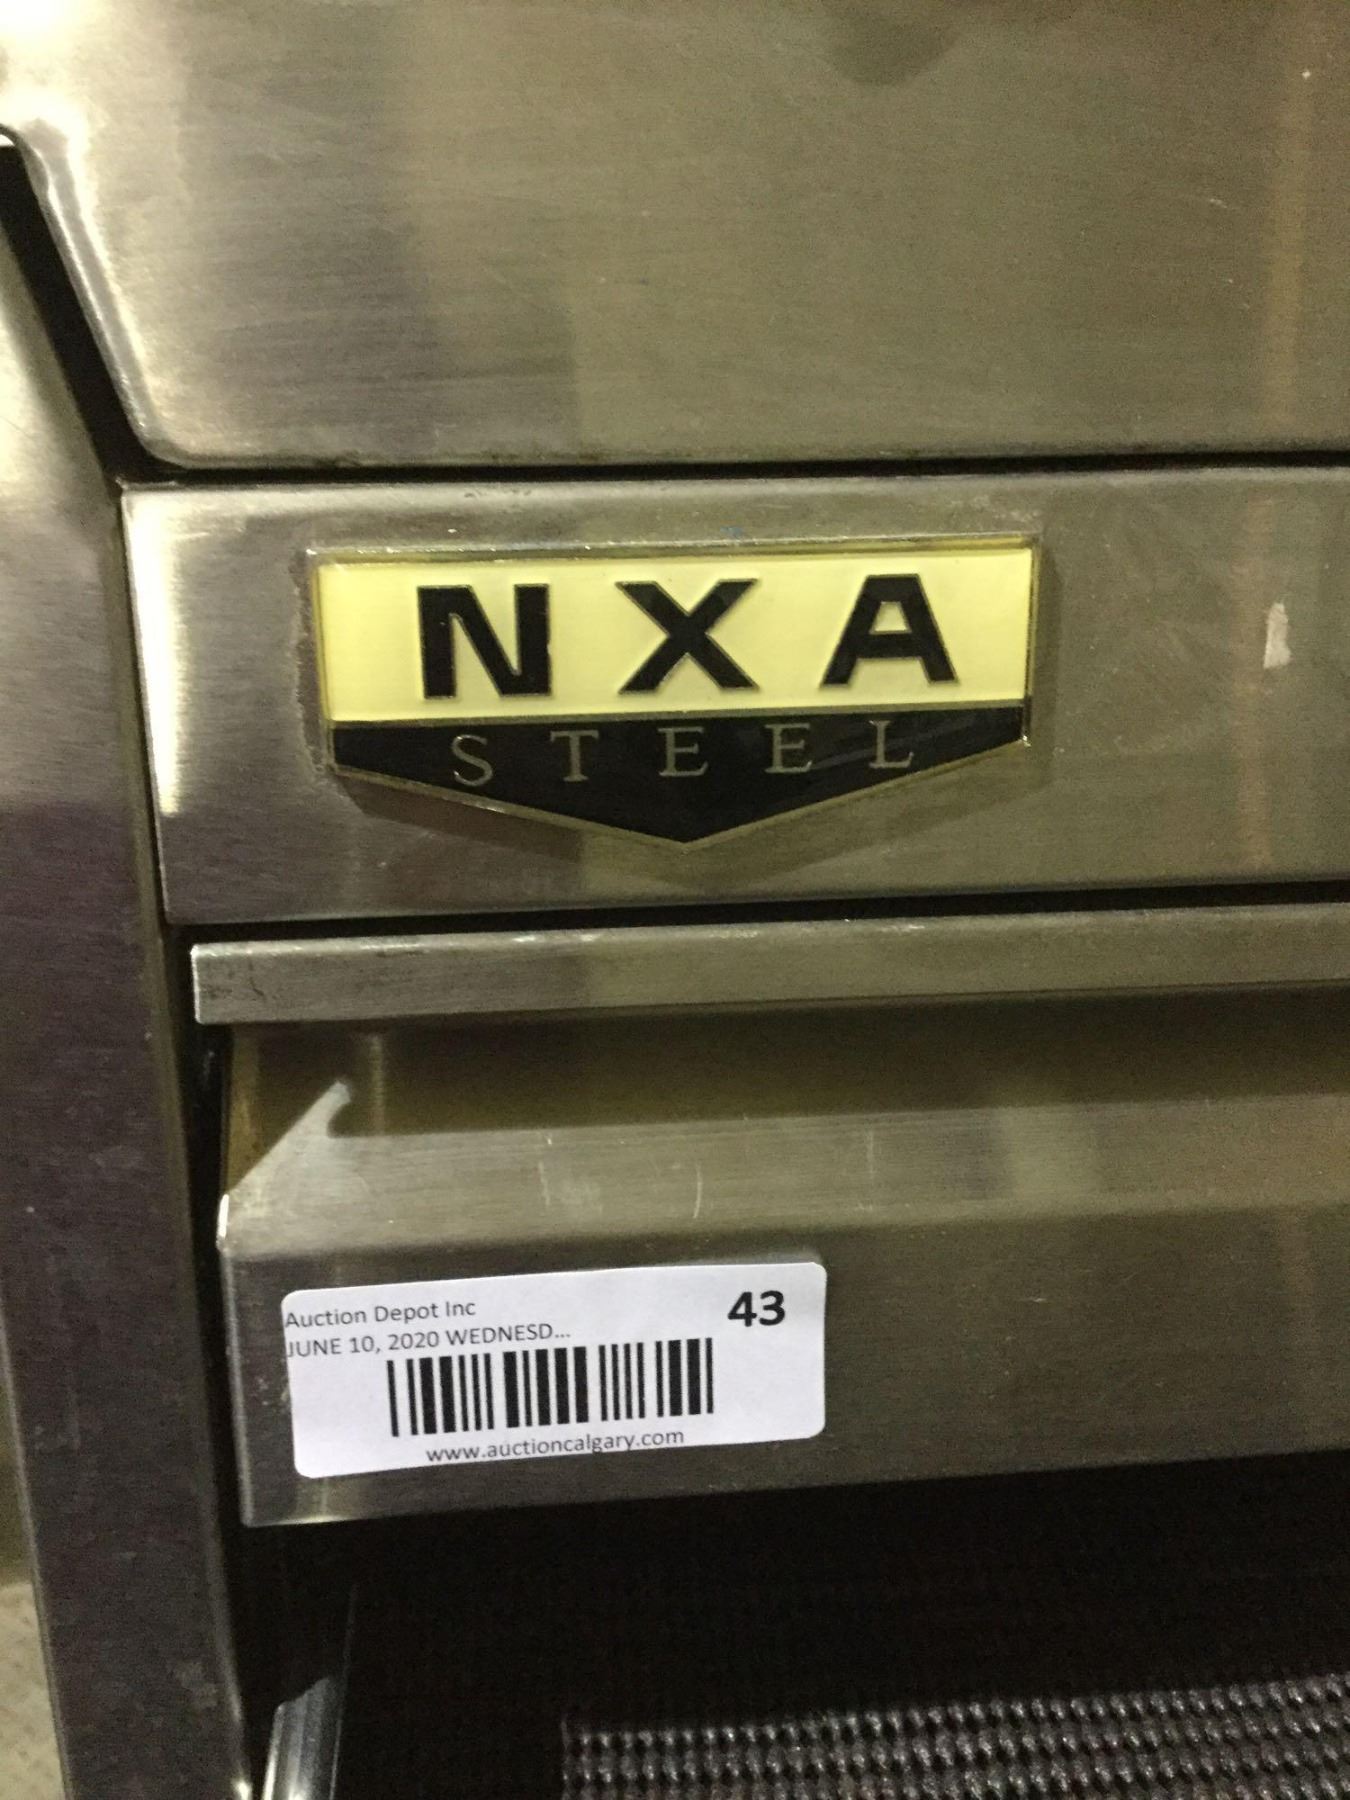 NXA
STEEL
Auction Depot Inc
43
JUNE 10, 2020 WEDNESD...
www.auctioncalgary.com